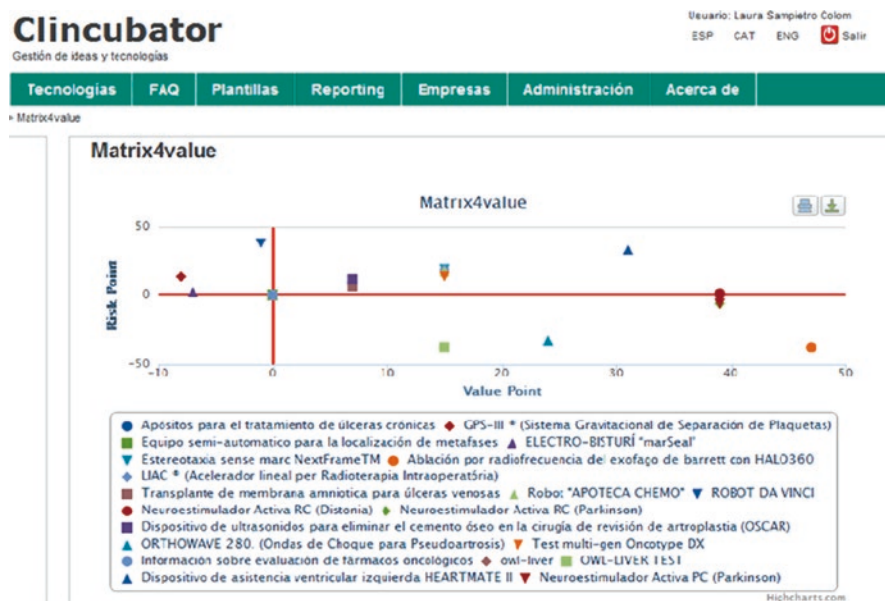 Clincubator
Gestión de ideas y tecnologías
Usuario: Laura Sampietro Colom
ESP CAT ENG Salir
Tecnologias FAQ Plantillas Reporting Empresas Administración Acerca de
» Matrix4value
Matrix4value
Matrix4value
50
0
-50
Risk Point
-10 0 10 20 30 40 50
Value Point
Apósitos para el tratamiento de úlceras crónicas GPS-III ® (Sistema Gravitacional de Separación de Plaquetas)
Equipo semi-automatico para la localización de metafases ELECTRO-BISTURÍ "marSeal"
Estereotaxia sense marc NextFrameTM Ablación por radiofrecuencia del exofago de barrett con HALO360
LIAC ® (Acelerador lineal per Radioterapia Intraoperatória)
Transplante de membrana amniotica para úlceras venosas Robot "APOTECA CHEMO" ROBOT DA VINCI
Neuroestimulador Activa RC (Distonia) Neuroestimulador Activa RC (Parkinson)
Dispositivo de ultrasonidos para eliminar el cemento óseo en la cirugía de revisión de artroplastia (OSCAR)
ORTHOWAVE 280. (Ondas de Choque para Pseudoartrosis) Test multi-gen Oncotype DX
Información sobre evaluación de fármacos oncológicos owl-liver OWL-LIVER TEST
Dispositivo de asistencia ventricular izquierda HEARTMATE II Neuroestimulador Activa PC (Parkinson)
Highcharts.com